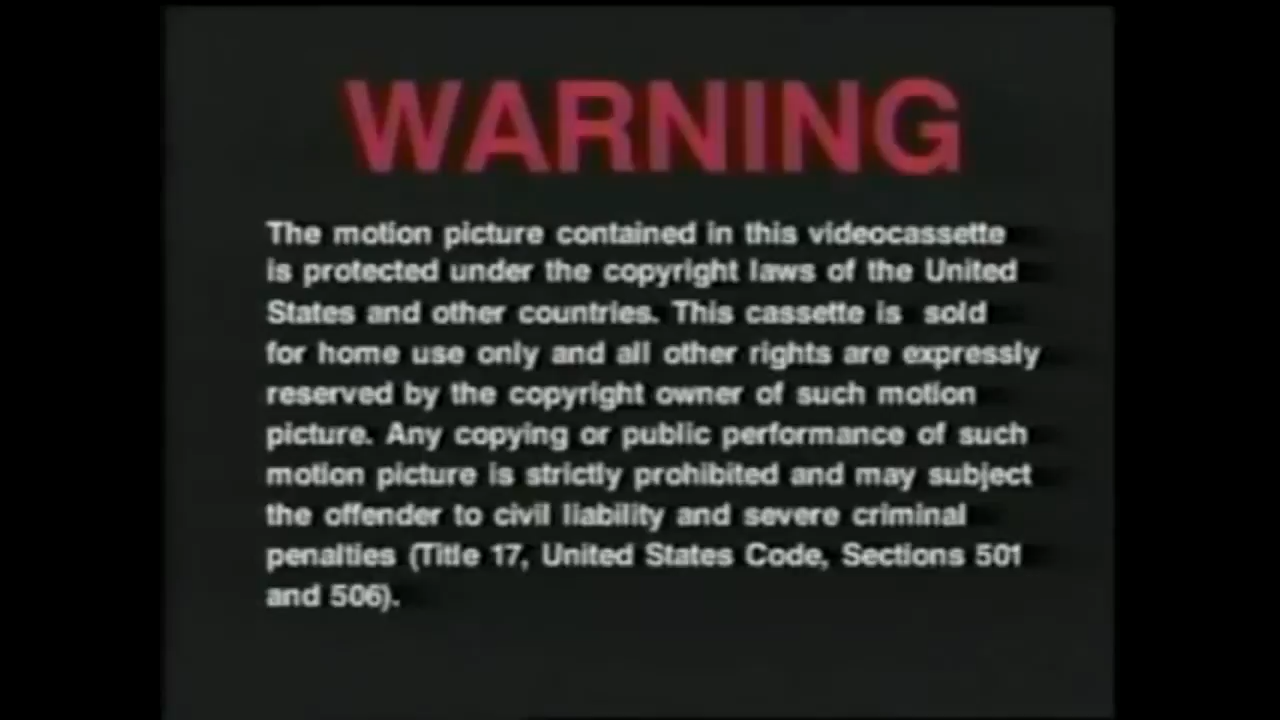 WARNING
The motion picture contained in this videocassette
is protected under the copyright laws of the United
States and other countries. This cassette is sold
for home use only and all other rights are expressly
reserved by the copyright owner of such motion
picture. Any copying or public performance of such
motion picture is strictly prohibited and may subject
the offender to civil liability and severe criminal
penalties (Title 17, United States Code, Sections 501
and 506).